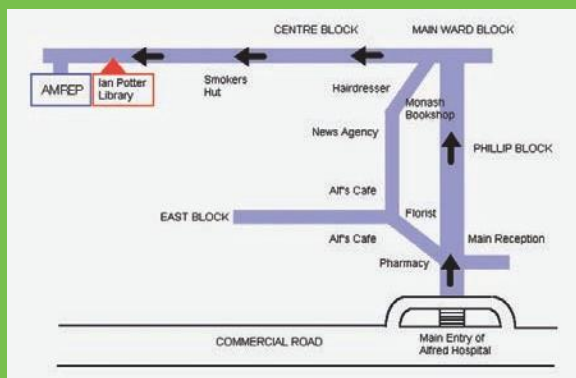 CENTRE BLOCK
MAIN WARD BLOCK
AMREP
Ian Potter
Library
Smokers
Hut
Hairdresser
Monash
Bookshop
News Agency
PHILLIP BLOCK
Alf's Cafe
EAST BLOCK
Florist
Alf's Cafe
Main Reception
Pharmacy
COMMERCIAL ROAD
Main Entry of
Alfred Hospital